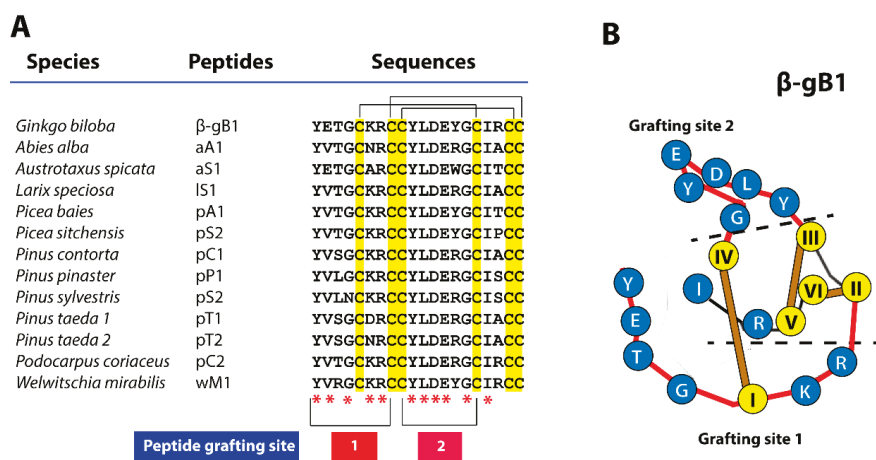 A
Species Peptides Sequences
Ginkgo biloba β-gB1 YETGCKRCCYLDEYGCIRCC
Abies alba aA1 YVTGCNRCCYLDERGCIACC
Austrotaxus spicata aS1 YETGCARCCYLDEWGCITCC
Larix speciosa lS1 YVTGCKRCCYLDERGCIACC
Picea baies pA1 YVTGCKRCCYLDERGCITCC
Picea sitchensis pS2 YVTGCKRCCYLDERGCIPCC
Pinus contorta pC1 YVSGCKRCCYLDERGCIACC
Pinus pinaster pP1 YVLGCKRCCYLDERGCISCC
Pinus sylvestris pS2 YVLNCKRCCYLDERGCISCC
Pinus taeda 1 pT1 YVSGCDRCCYLDERGCIACC
Pinus taeda 2 pT2 YVSGCNRCCYLDERGCIACC
Podocarpus coriaceus pC2 YVTGCKRCCYLDERGCIACC
Welwitschia mirabilis wM1 YVRGCKRCCYLDEYGCIRCC
** * ** **** * *
Peptide grafting site 1 2
B
β-gB1
Grafting site 2
E
D
Y
L
Y
G
III
IV
Y
I
VI
II
E
R
V
T
R
G
I
K
Grafting site 1